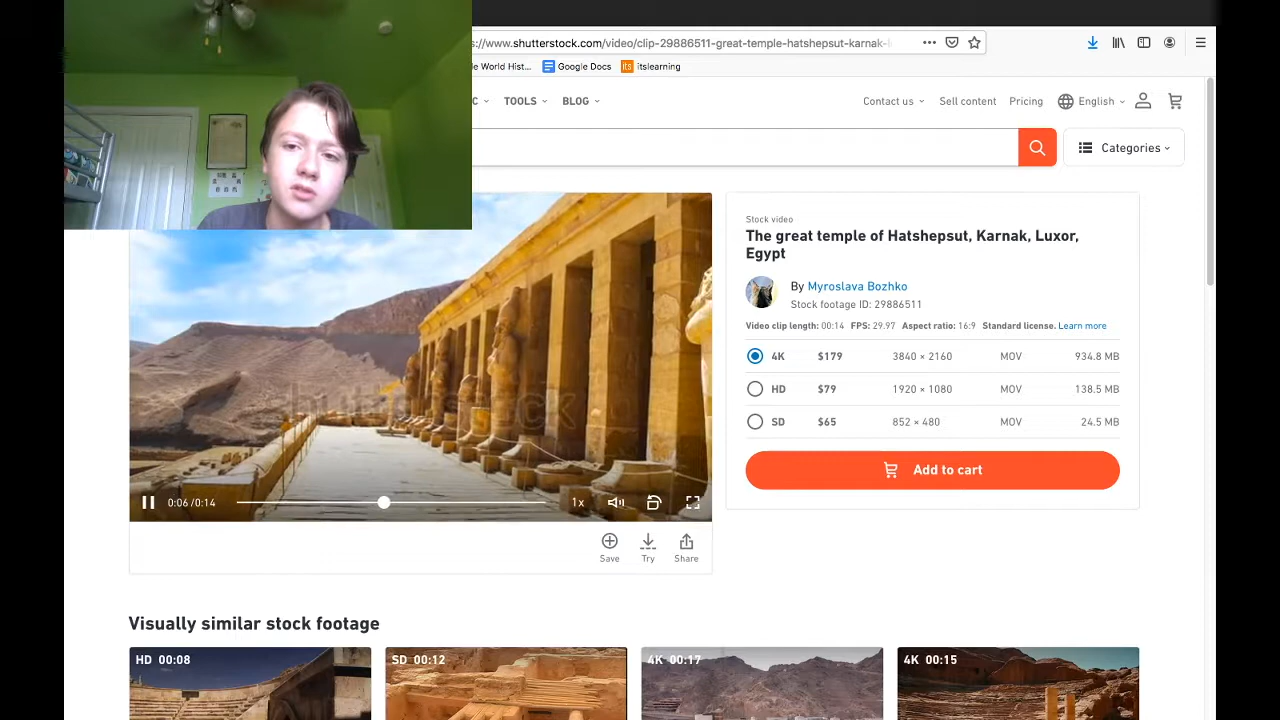 s://www.shutterstock.com/video/clip-29886511-great-temple-hatshepsut-karnak-l
le World Hist... Google Docs its itslearning
C TOOLS BLOG Contact us Sell content Pricing English
Categories
Stock video
The great temple of Hatshepsut, Karnak, Luxor,
Egypt
By Myroslava Bozhko
Stock footage ID: 29886511
Video clip length: 00:14 FPS: 29.97 Aspect ratio: 16:9 Standard license. Learn more
4K $179 3840 × 2160 MOV 934.8 MB
HD $79 1920 × 1080 MOV 138.5 MB
shutterstock
SD $65 852 × 480 MOV 24.5 MB
Add to cart
0:06 /0:14 1x
Save Try Share
Visually similar stock footage
HD 00:08 SD 00:12 4K 00:17 4K 00:15